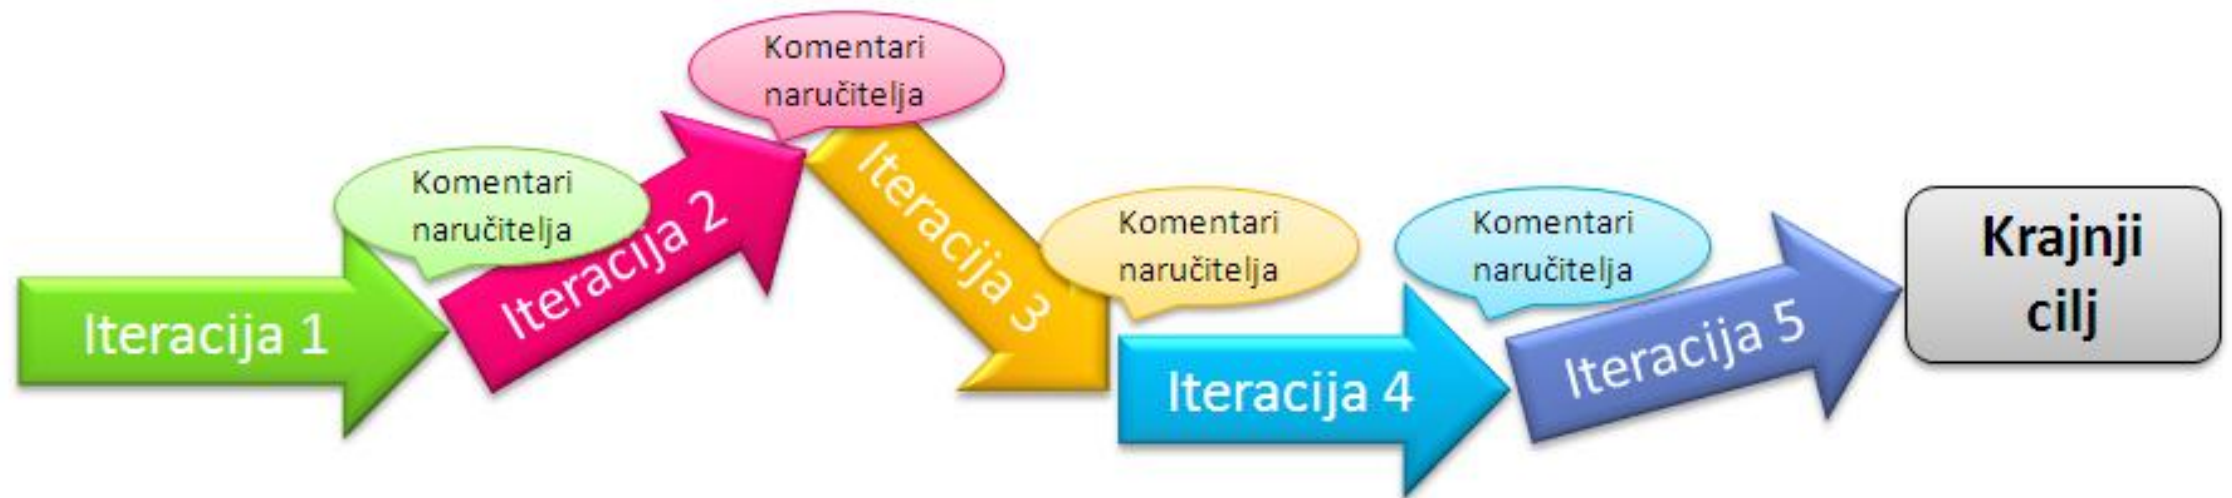 Iteracija 1
Komentari
naručitelja
Iteracija 2
Komentari
naručitelja
Iteracija 3
Komentari
naručitelja
Iteracija 4
Komentari
naručitelja
Iteracija 5
Krajnji
cilj